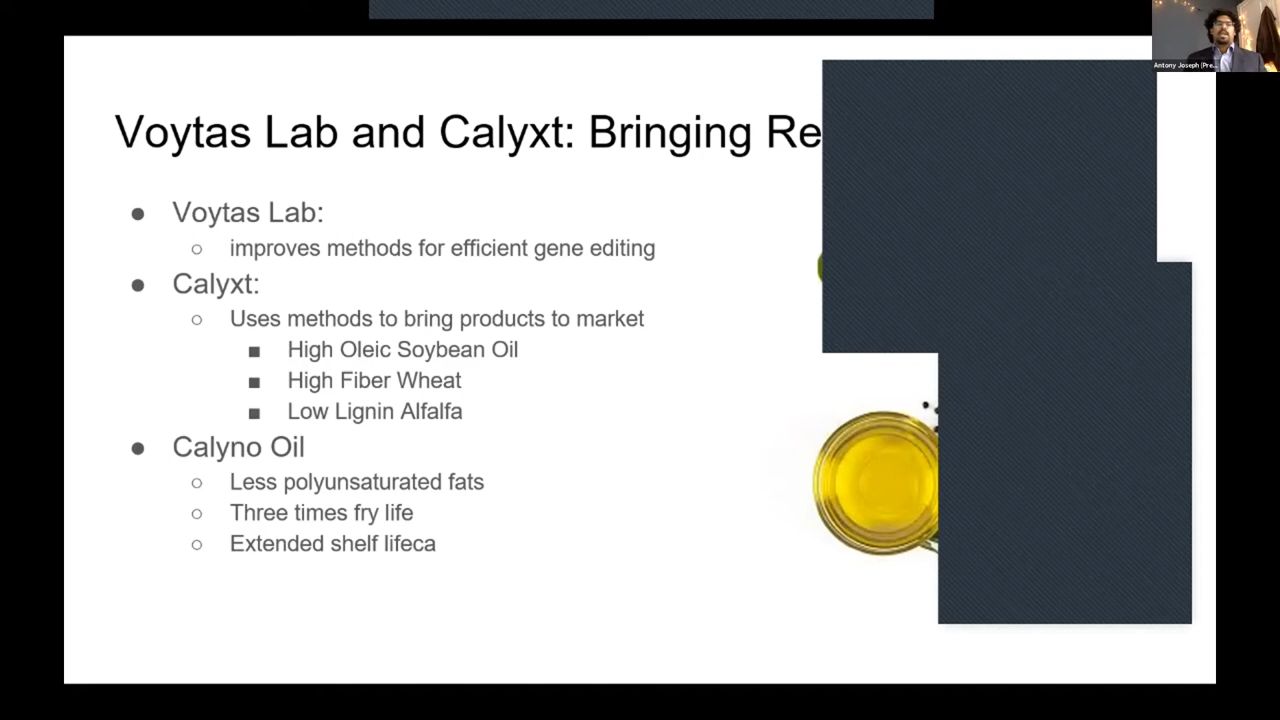 Antony Joseph (Pre...
Voytas Lab and Calyxt: Bringing Re
Voytas Lab:
improves methods for efficient gene editing
Calyxt:
Uses methods to bring products to market
High Oleic Soybean Oil
High Fiber Wheat
Low Lignin Alfalfa
Calyno Oil
Less polyunsaturated fats
Three times fry life
Extended shelf lifeca